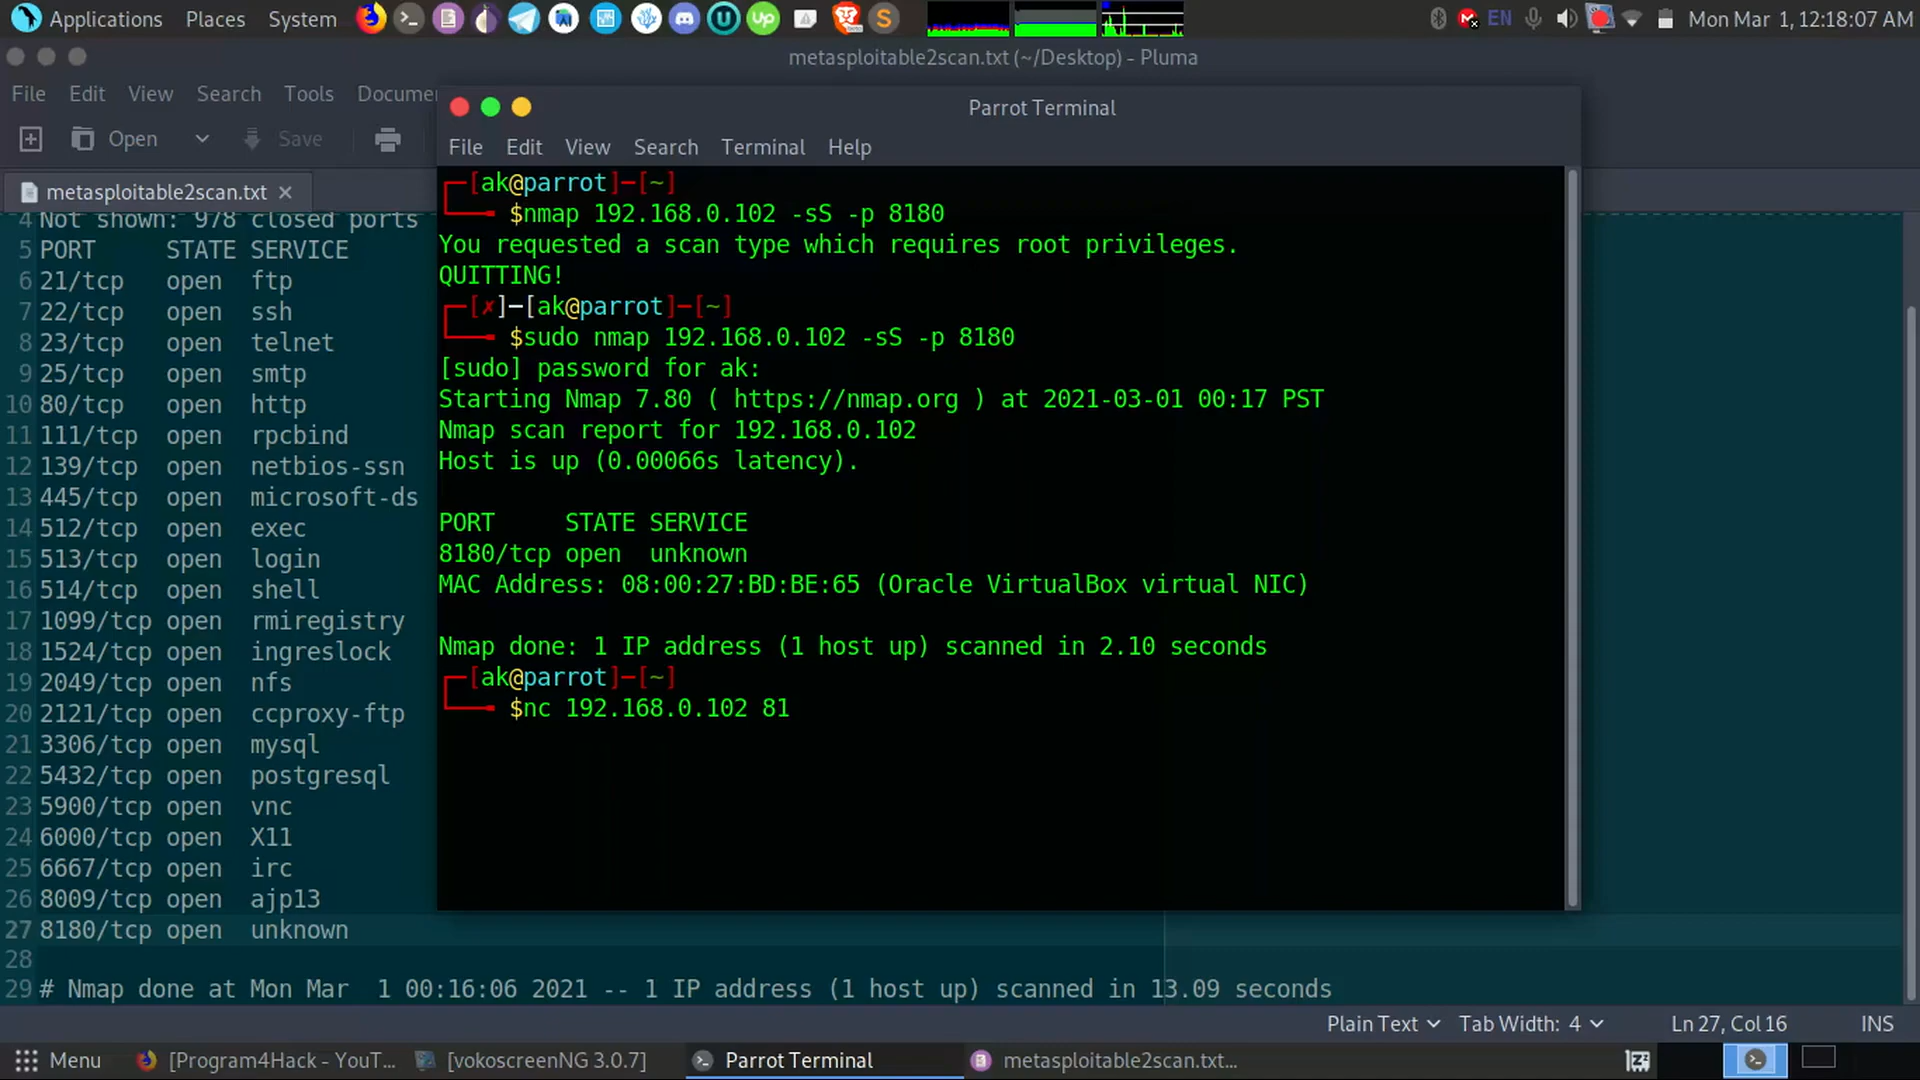 Applications Places System EN Mon Mar 1, 12:18:07 AM
metasploitable2scan.txt (~/Desktop) - Pluma
File Edit View Search Tools Documen
Open Save
metasploitable2scan.txt
4 Not shown: 978 closed ports
5 PORT STATE SERVICE
6 21/tcp open ftp
7 22/tcp open ssh
8 23/tcp open telnet
9 25/tcp open smtp
10 80/tcp open http
11 111/tcp open rpcbind
12 139/tcp open netbios-ssn
13 445/tcp open microsoft-ds
14 512/tcp open exec
15 513/tcp open login
16 514/tcp open shell
17 1099/tcp open rmiregistry
18 1524/tcp open ingreslock
19 2049/tcp open nfs
20 2121/tcp open ccproxy-ftp
21 3306/tcp open mysql
22 5432/tcp open postgresql
23 5900/tcp open vnc
24 6000/tcp open X11
25 6667/tcp open irc
26 8009/tcp open ajp13
27 8180/tcp open unknown
28
29 # Nmap done at Mon Mar  1 00:16:06 2021 -- 1 IP address (1 host up) scanned in 13.09 seconds
Parrot Terminal
File Edit View Search Terminal Help
┌─[ak@parrot]─[~]
└──╼ $nmap 192.168.0.102 -sS -p 8180
You requested a scan type which requires root privileges.
QUITTING!
┌─[✗]─[ak@parrot]─[~]
└──╼ $sudo nmap 192.168.0.102 -sS -p 8180
[sudo] password for ak:
Starting Nmap 7.80 ( https://nmap.org ) at 2021-03-01 00:17 PST
Nmap scan report for 192.168.0.102
Host is up (0.00066s latency).
PORT     STATE SERVICE
8180/tcp open  unknown
MAC Address: 08:00:27:BD:BE:65 (Oracle VirtualBox virtual NIC)
Nmap done: 1 IP address (1 host up) scanned in 2.10 seconds
┌─[ak@parrot]─[~]
└──╼ $nc 192.168.0.102 81
Plain Text Tab Width: 4 Ln 27, Col 16 INS
Menu [Program4Hack - YouT... [vokoscreenNG 3.0.7] Parrot Terminal metasploitable2scan.txt...